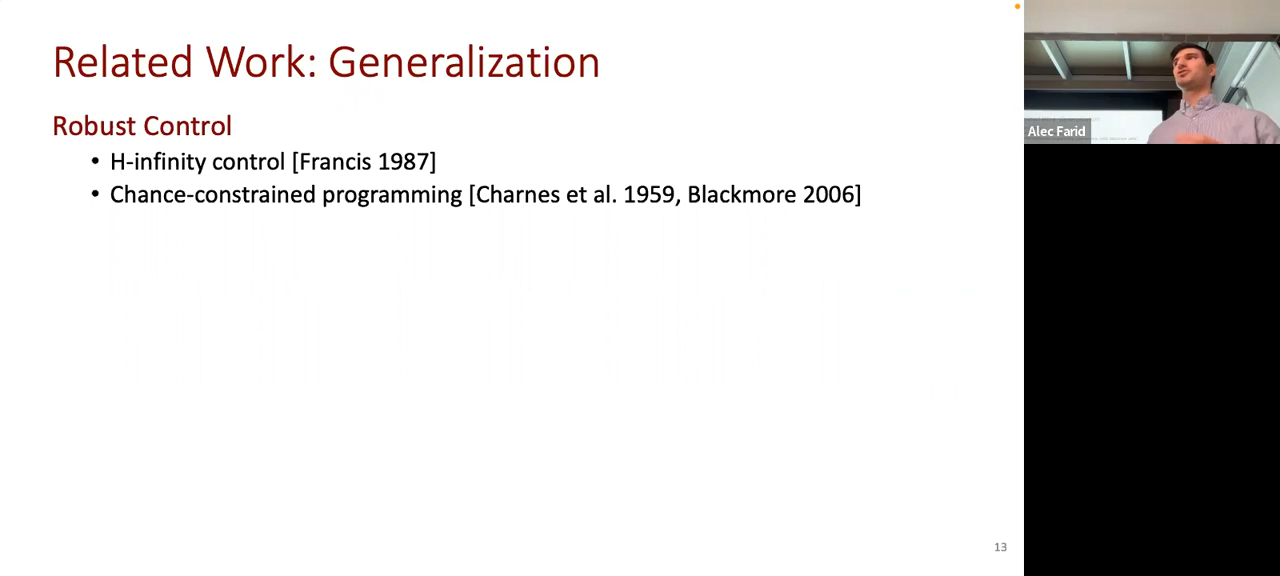 Related Work: Generalization
Robust Control
• H-infinity control [Francis 1987]
• Chance-constrained programming [Charnes et al. 1959, Blackmore 2006]
13
Alec Farid